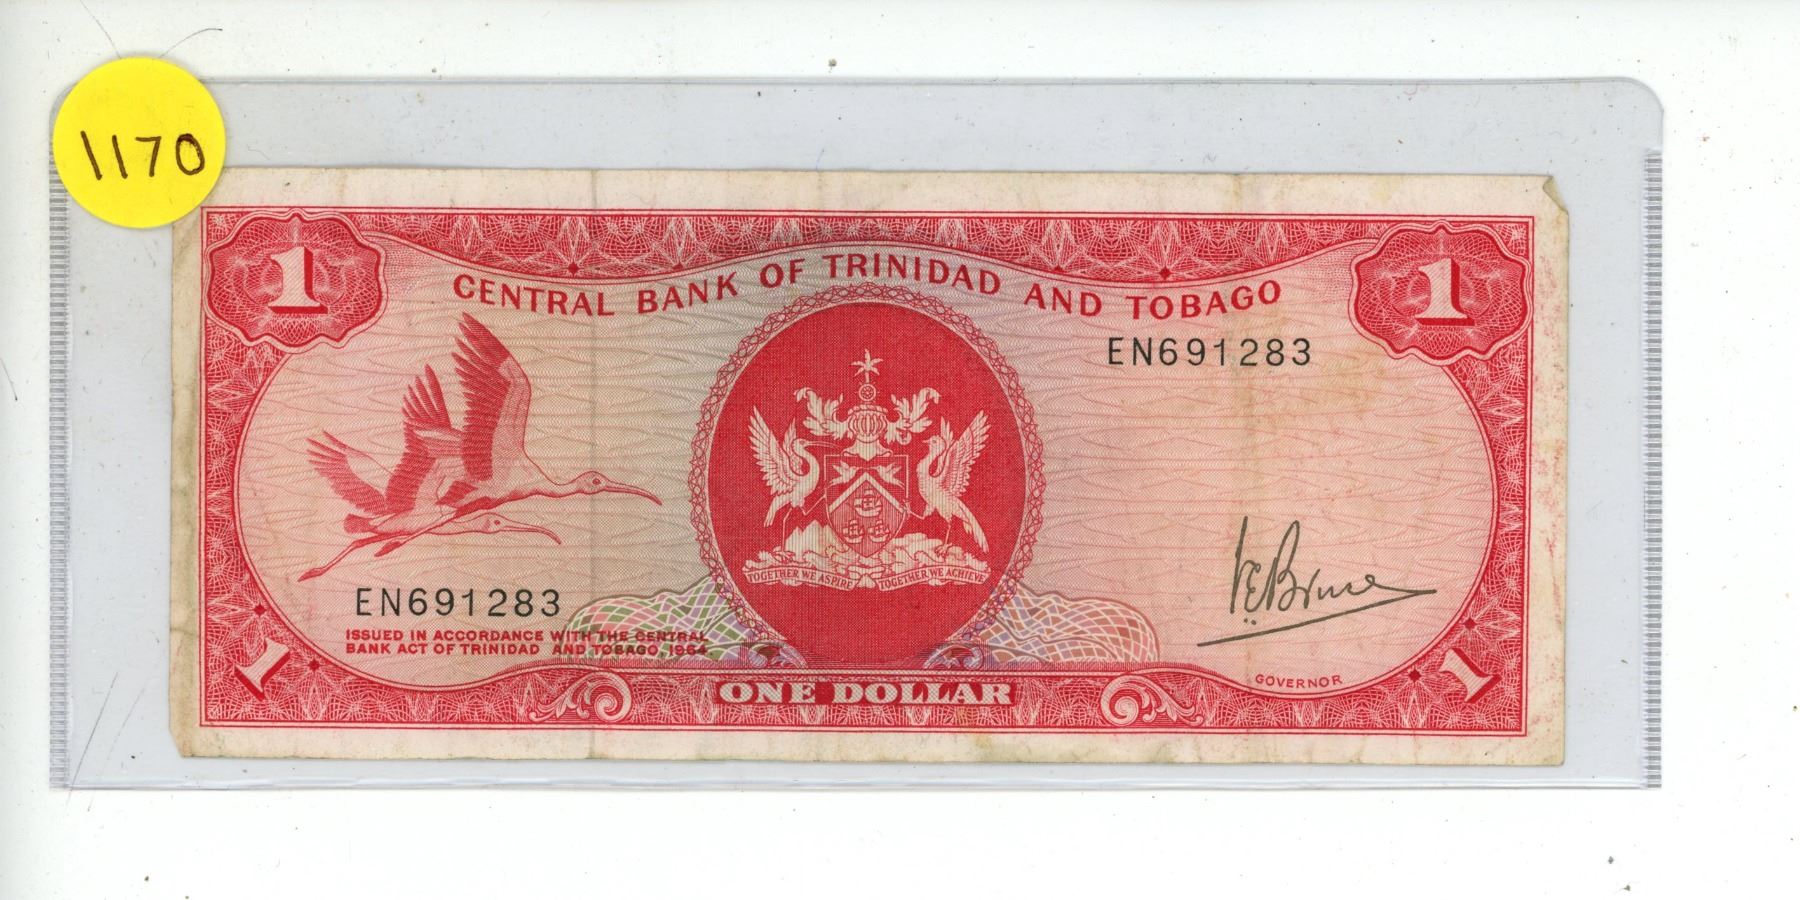 1170
1
1
CENTRAL BANK OF TRINIDAD AND TOBAGO
EN691283
TOGETHER WE ASPIRE TOGETHER WE ACHIEVE
EN691283
ISSUED IN ACCORDANCE WITH THE CENTRAL
BANK ACT OF TRINIDAD AND TOBAGO, 1964.
GOVERNOR
1
ONE DOLLAR
1